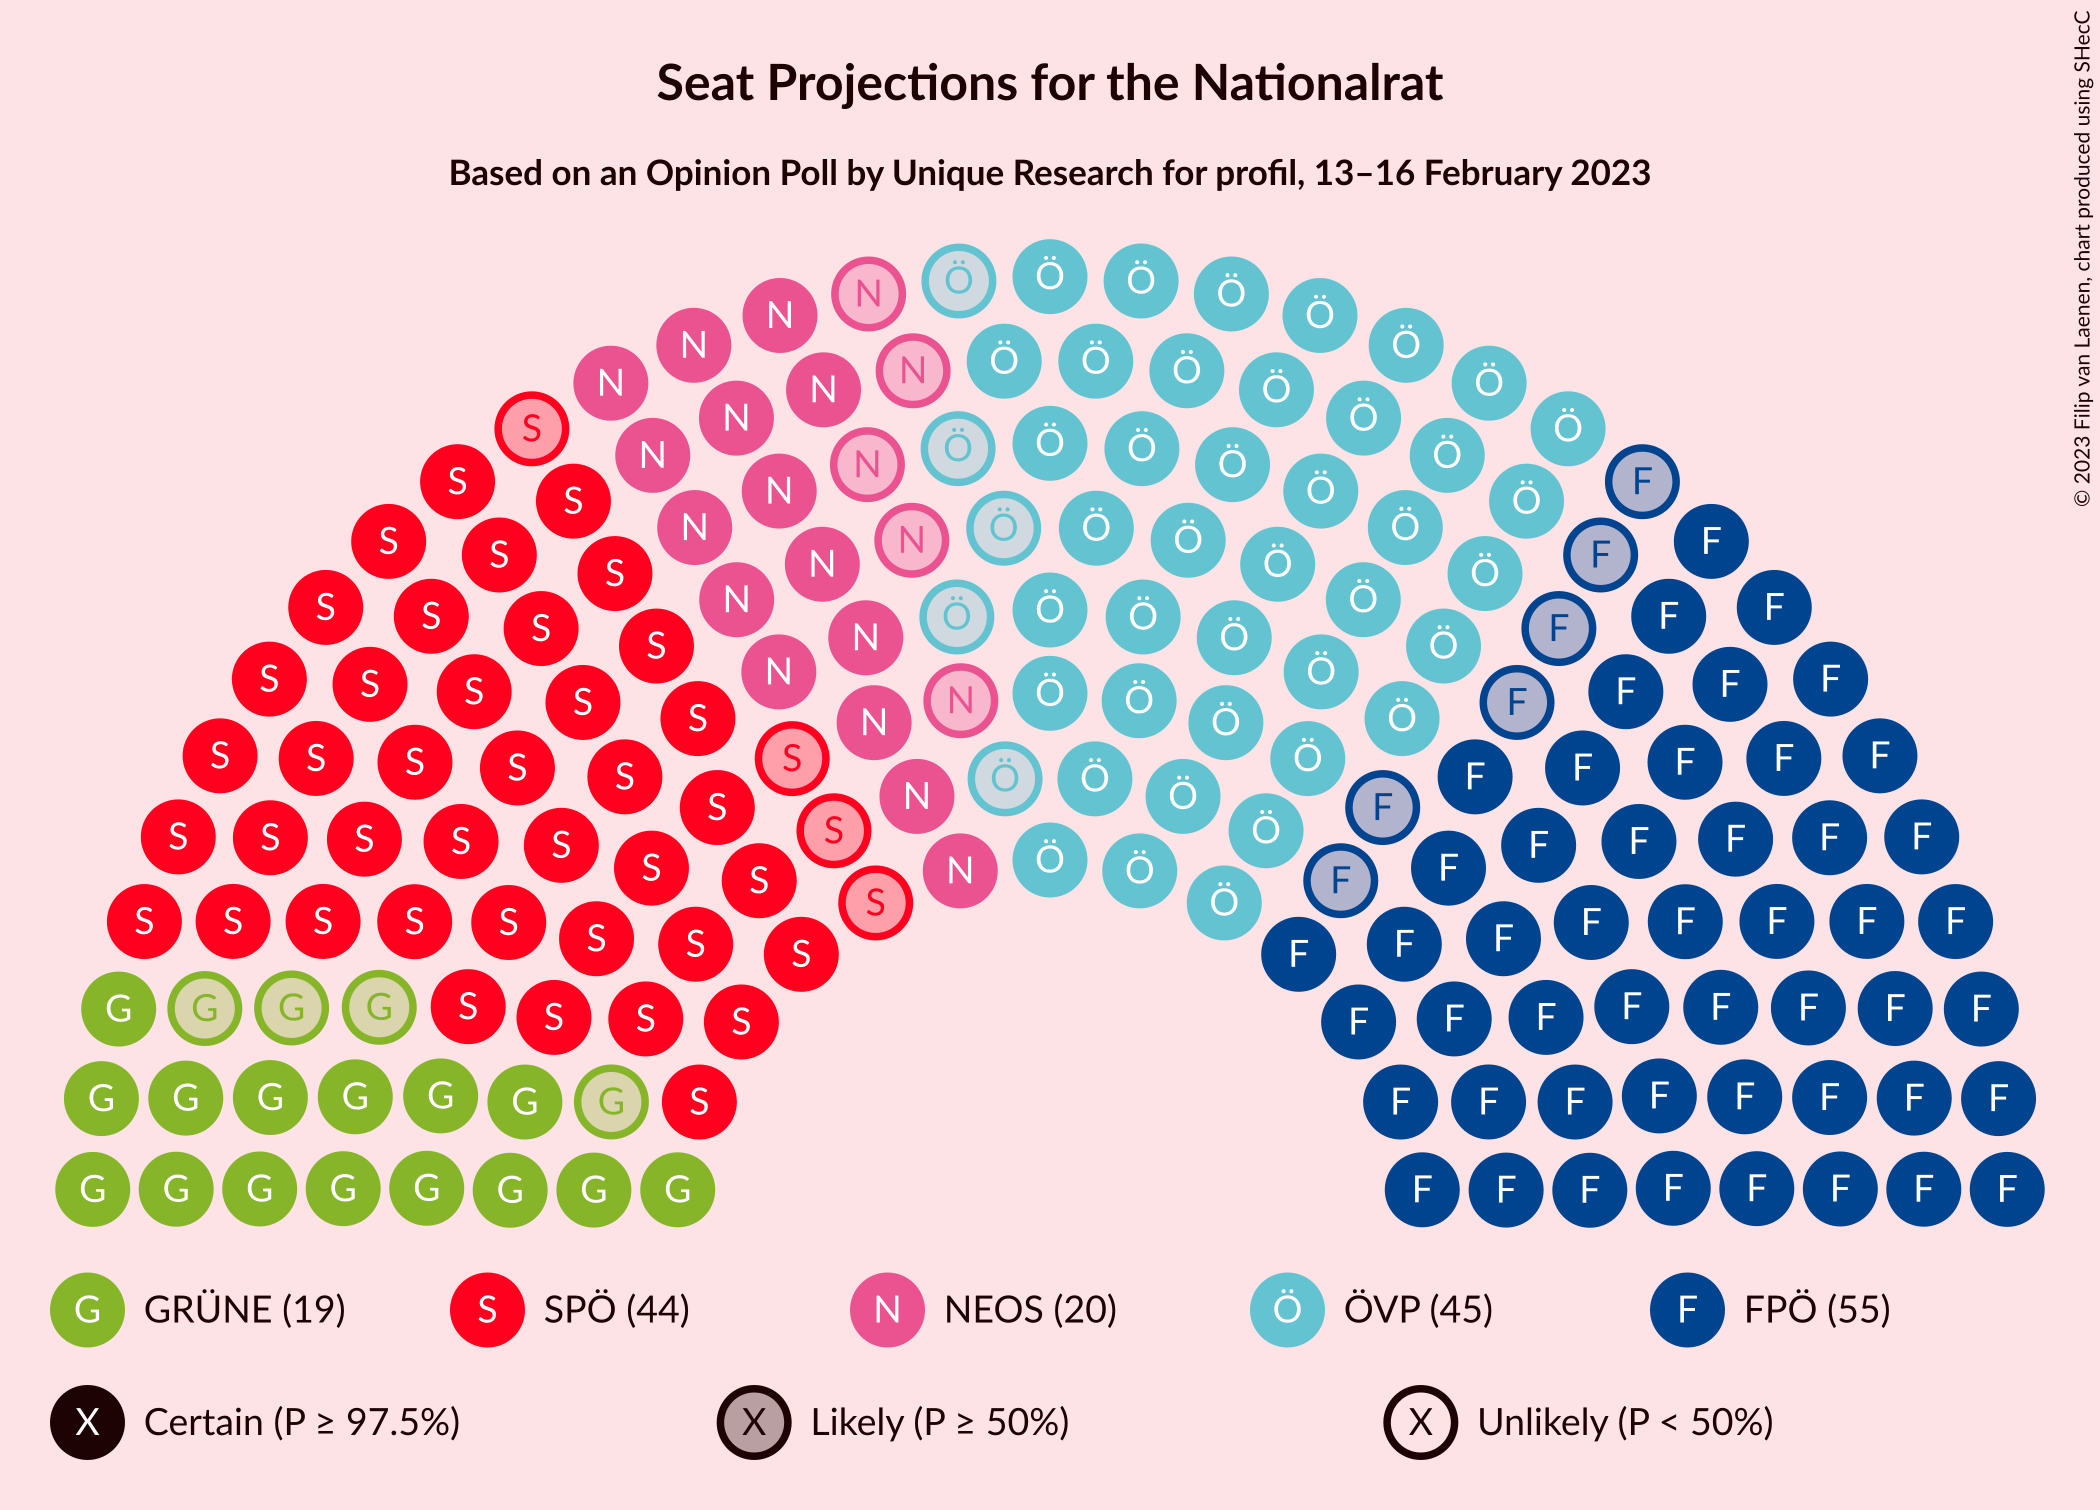 Seat Projections for the Nationalrat
Based on an Opinion Poll by Unique Research for profil, 13–16 February 2023
© 2023 Filip van Laenen, chart produced using SHecC
N Ö Ö Ö Ö
N Ö Ö
N Ö
N N Ö Ö Ö Ö
N Ö
S N Ö
N Ö
S N N Ö Ö Ö Ö Ö
N Ö
S F
N N Ö Ö
S Ö
S N Ö Ö Ö Ö F
S F
N Ö
S Ö
N Ö
S F
S N Ö Ö Ö Ö F
S F
S N Ö Ö F
S N Ö Ö
S F
S F
S S N Ö Ö F F
S F
S N Ö Ö
S Ö F
S S S Ö F F
S S S S Ö F F F F
S N Ö Ö
S F
S F
S S S S S Ö F F F F F
S N Ö Ö
S S F F
S Ö
S S S S S F F F F F
S F
S F
S S S S F F F F
G G G G S F F F F F
S S F F
S S F F
G G G G G G G S F F F F F F F F
G G G G G G G G F F F F F F F F
G GRÜNE (19) S SPÖ (44) N NEOS (20) Ö ÖVP (45) F FPÖ (55)
X Certain (P ≥ 97.5%) X Likely (P ≥ 50%) X Unlikely (P < 50%)